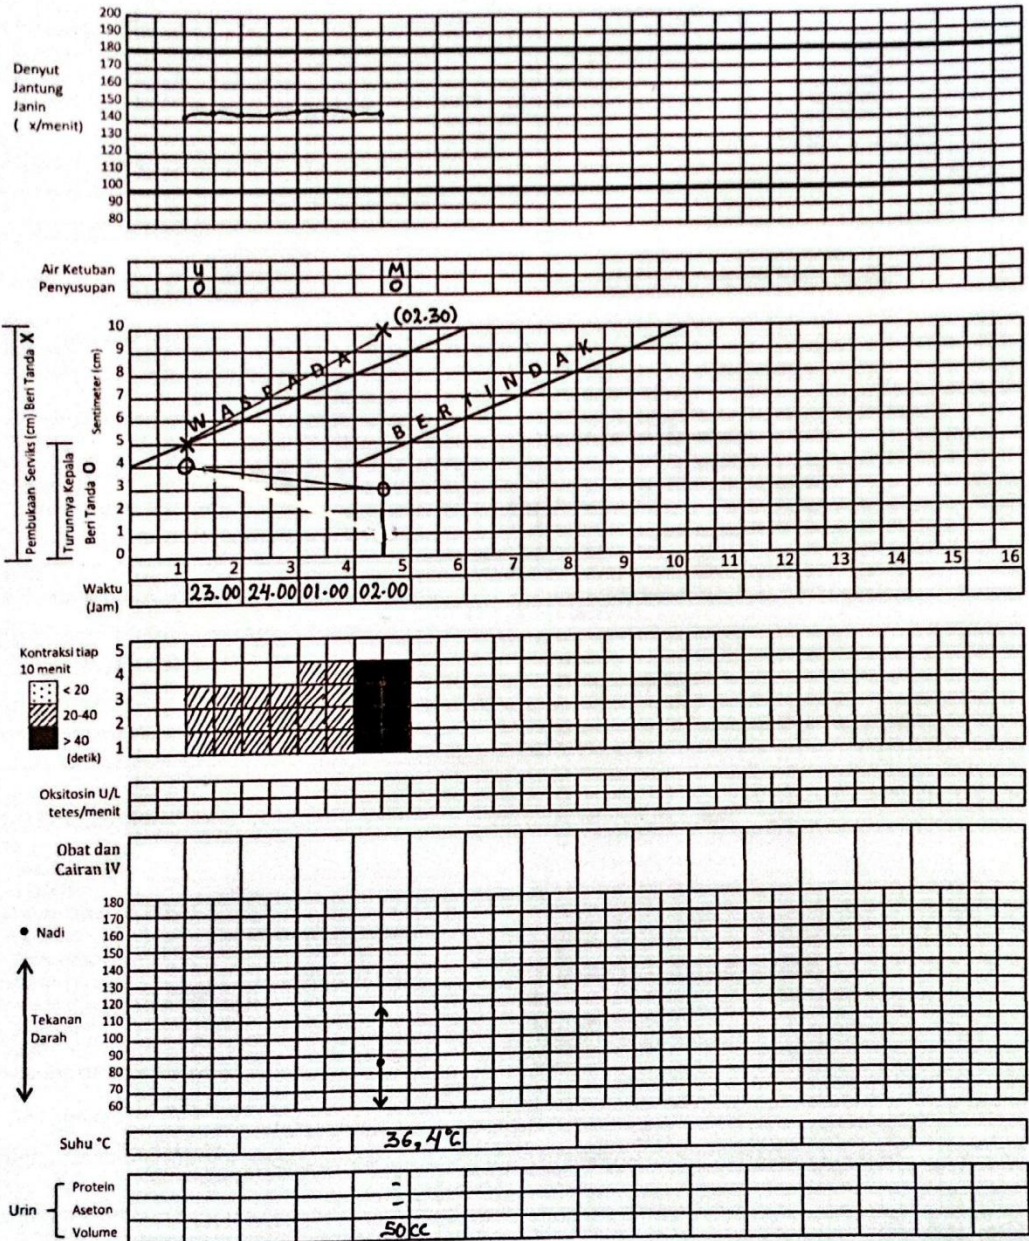 200
190
180
170
160
150
140
130
120
110
100
90
80
Denyut
Jantung
Janin
( x/menit)
Air Ketuban
U M
Penyusupan
O O
Pembukaan Serviks (cm) Beri Tanda X
Turunnya Kepala
Beri Tanda O
Sentimeter (cm)
10
9
8
7
6
5
4
3
2
1
0
(02.30)
WASPADA
BERTINDAK
1 2 3 4 5 6 7 8 9 10 11 12 13 14 15 16
Waktu
(Jam)
23.00 24.00 01.00 02.00
Kontraksi tiap
10 menit
< 20
20-40
> 40
(detik)
5
4
3
2
1
Oksitosin U/L
tetes/menit
Obat dan
Cairan IV
180
170
160
150
140
130
120
110
100
90
80
70
60
Nadi
Tekanan
Darah
Suhu °C
36,4°C
Urin
Protein -
Aseton -
Volume 50 cc